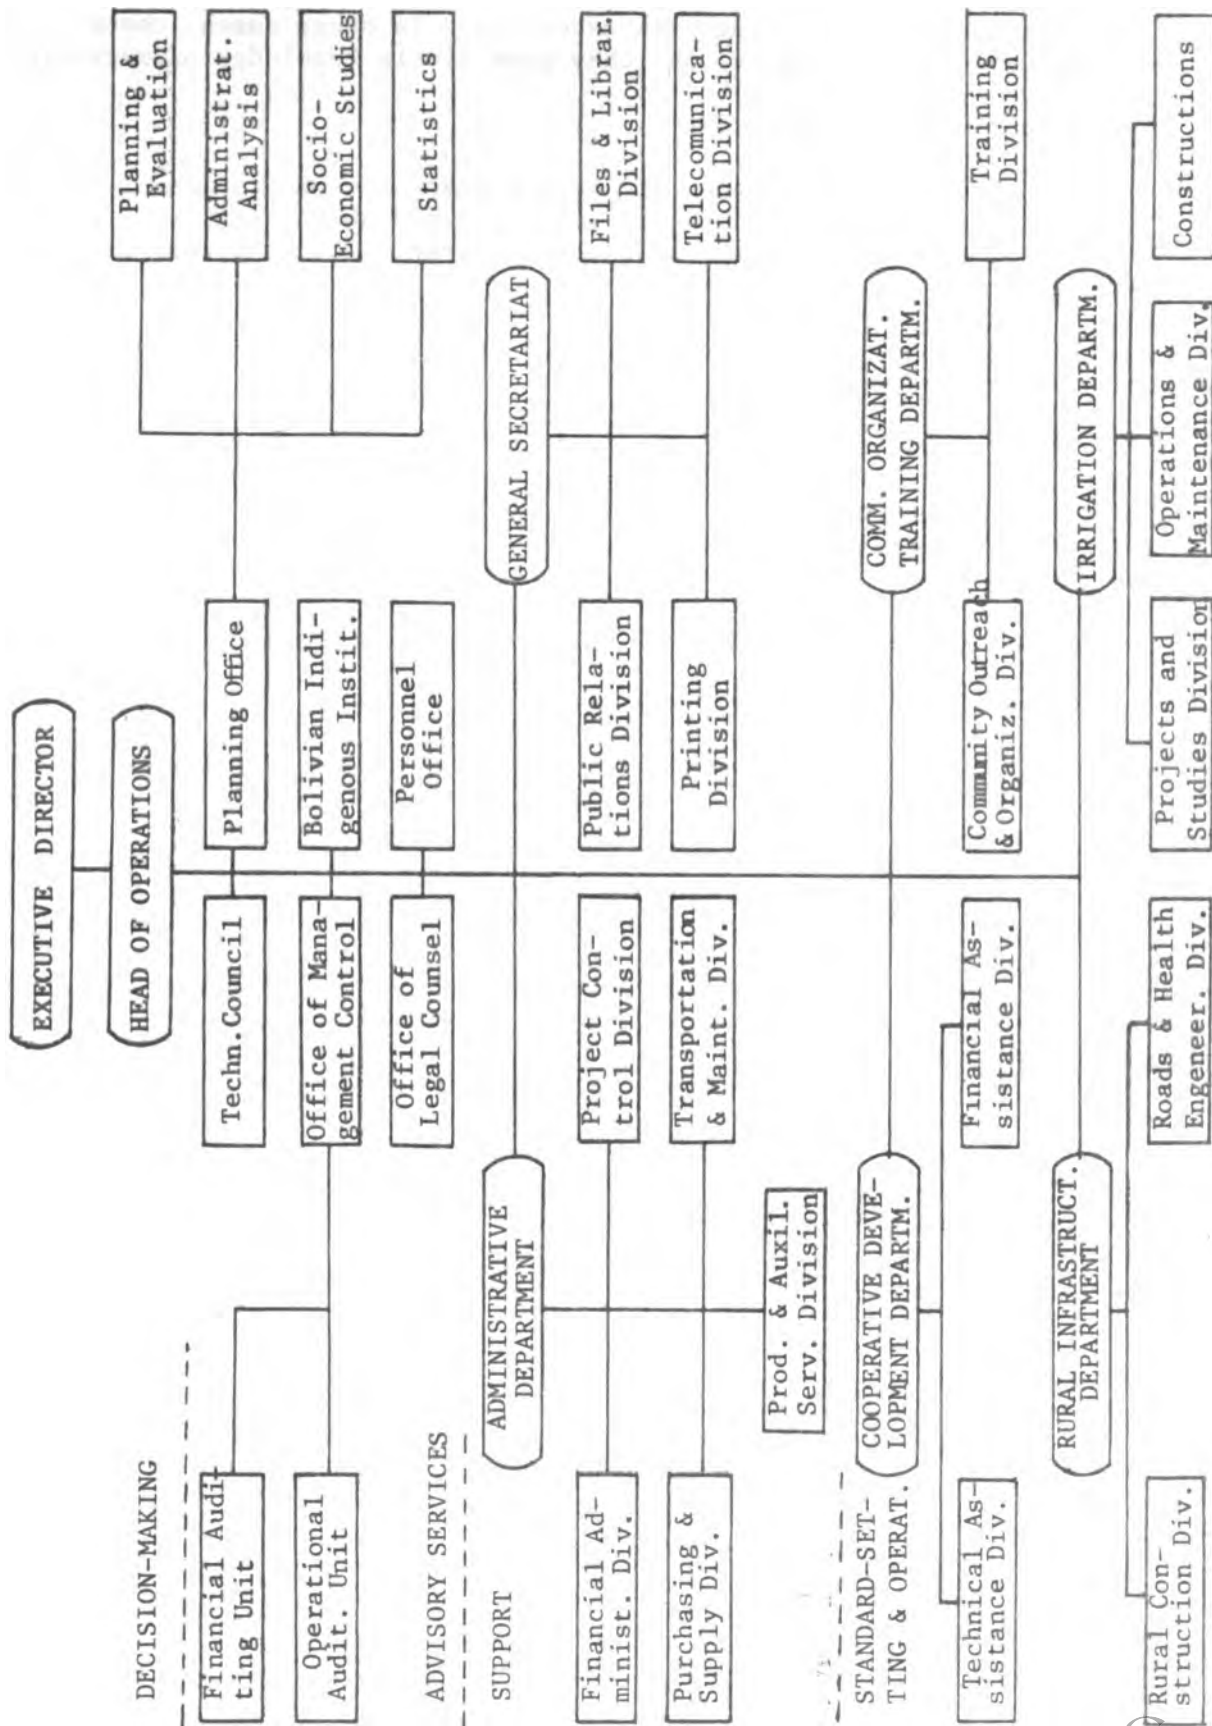 EXECUTIVE DIRECTOR
HEAD OF OPERATIONS
DECISION-MAKING
Financial Audi-
ting Unit
Techn.Council
Planning Office
Planning &
Evaluation
Administrat.
Analysis
Operational
Audit. Unit
Office of Mana-
gement Control
Bolivian Indi-
genous Instit.
Socio-
Economic Studies
Office of
Legal Counsel
Personnel
Office
Statistics
ADVISORY SERVICES
SUPPORT
ADMINISTRATIVE
DEPARTMENT
GENERAL SECRETARIAT
Financial Ad-
minist. Div.
Project Con-
trol Division
Public Rela-
tions Division
Files & Librar.
Division
Purchasing &
Supply Div.
Transportation
& Maint. Div.
Printing
Division
Telecomunica-
tion Division
Prod. & Auxil.
Serv. Division
STANDARD-SET-
TING & OPERAT.
COOPERATIVE DEVE-
LOPMENT DEPARTM.
COMM. ORGANIZAT.
TRAINING DEPARTM.
Technical As-
sistance Div.
Financial As-
sistance Div.
Community Outreach
& Organiz. Div.
Training
Division
RURAL INFRASTRUCT.
DEPARTMENT
IRRIGATION DEPARTM.
Rural Con-
struction Div.
Roads & Health
Engeneer. Div.
Projects and
Studies Division
Operations &
Maintenance Div.
Constructions